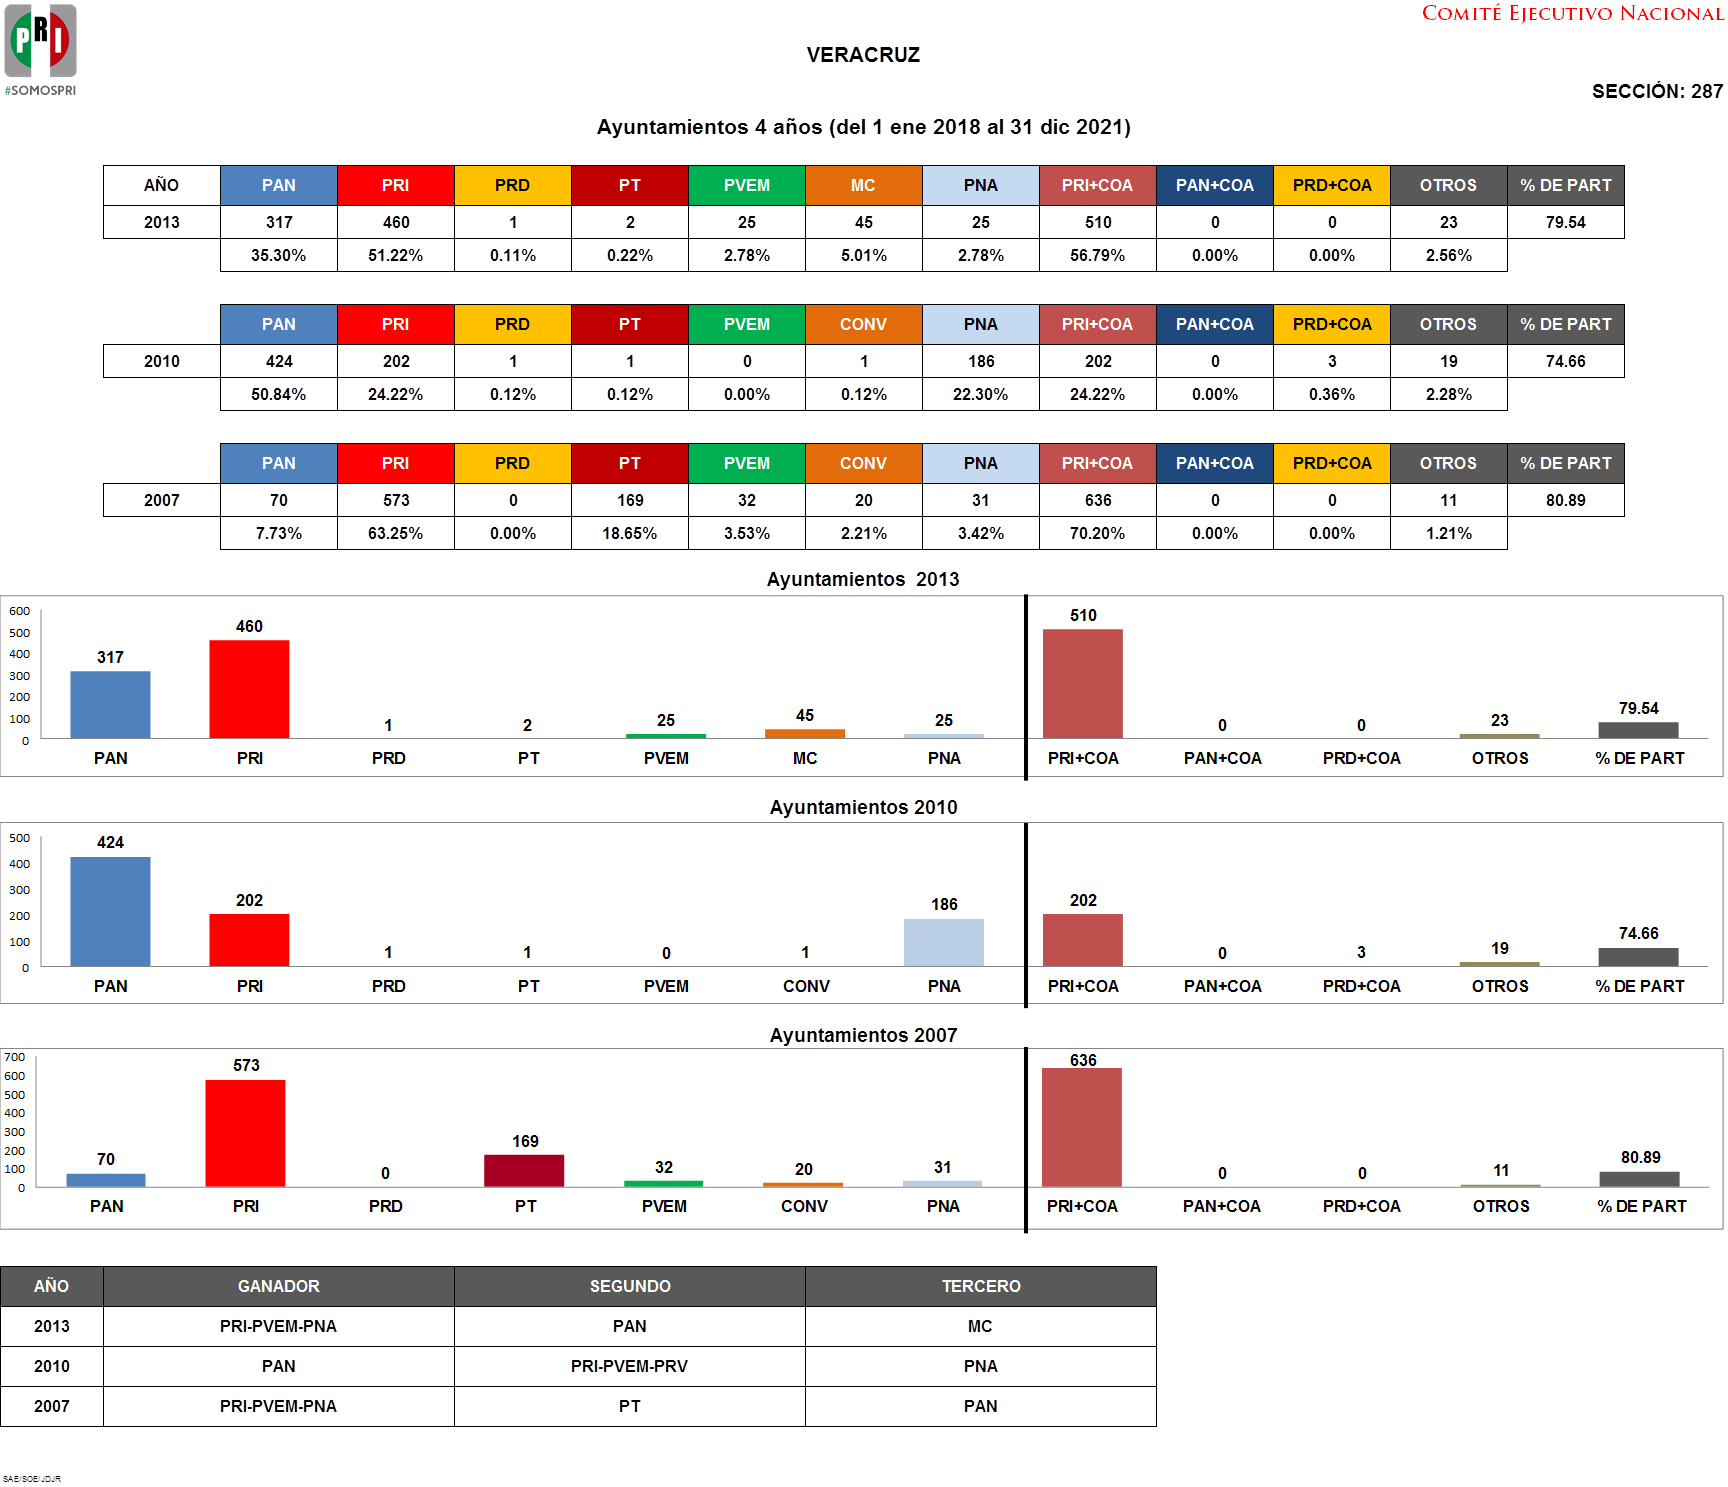 PRI
#SOMOSPRI
COMITÉ EJECUTIVO NACIONAL
VERACRUZ
SECCIÓN: 287
Ayuntamientos 4 años (del 1 ene 2018 al 31 dic 2021)
AÑO PAN PRI PRD PT PVEM MC PNA PRI+COA PAN+COA PRD+COA OTROS % DE PART
2013 317 460 1 2 25 45 25 510 0 0 23 79.54
35.30% 51.22% 0.11% 0.22% 2.78% 5.01% 2.78% 56.79% 0.00% 0.00% 2.56%
PAN PRI PRD PT PVEM CONV PNA PRI+COA PAN+COA PRD+COA OTROS % DE PART
2010 424 202 1 1 0 1 186 202 0 3 19 74.66
50.84% 24.22% 0.12% 0.12% 0.00% 0.12% 22.30% 24.22% 0.00% 0.36% 2.28%
PAN PRI PRD PT PVEM CONV PNA PRI+COA PAN+COA PRD+COA OTROS % DE PART
2007 70 573 0 169 32 20 31 636 0 0 11 80.89
7.73% 63.25% 0.00% 18.65% 3.53% 2.21% 3.42% 70.20% 0.00% 0.00% 1.21%
Ayuntamientos 2013
600
500
400
300
200
100
0
317 460 1 2 25 45 25 510 0 0 23 79.54
PAN PRI PRD PT PVEM MC PNA PRI+COA PAN+COA PRD+COA OTROS % DE PART
Ayuntamientos 2010
500
400
300
200
100
0
424 202 1 1 0 1 186 202 0 3 19 74.66
PAN PRI PRD PT PVEM CONV PNA PRI+COA PAN+COA PRD+COA OTROS % DE PART
Ayuntamientos 2007
700
600
500
400
300
200
100
0
70 573 0 169 32 20 31 636 0 0 11 80.89
PAN PRI PRD PT PVEM CONV PNA PRI+COA PAN+COA PRD+COA OTROS % DE PART
AÑO GANADOR SEGUNDO TERCERO
2013 PRI-PVEM-PNA PAN MC
2010 PAN PRI-PVEM-PRV PNA
2007 PRI-PVEM-PNA PT PAN
SAE/SOE/JDJR